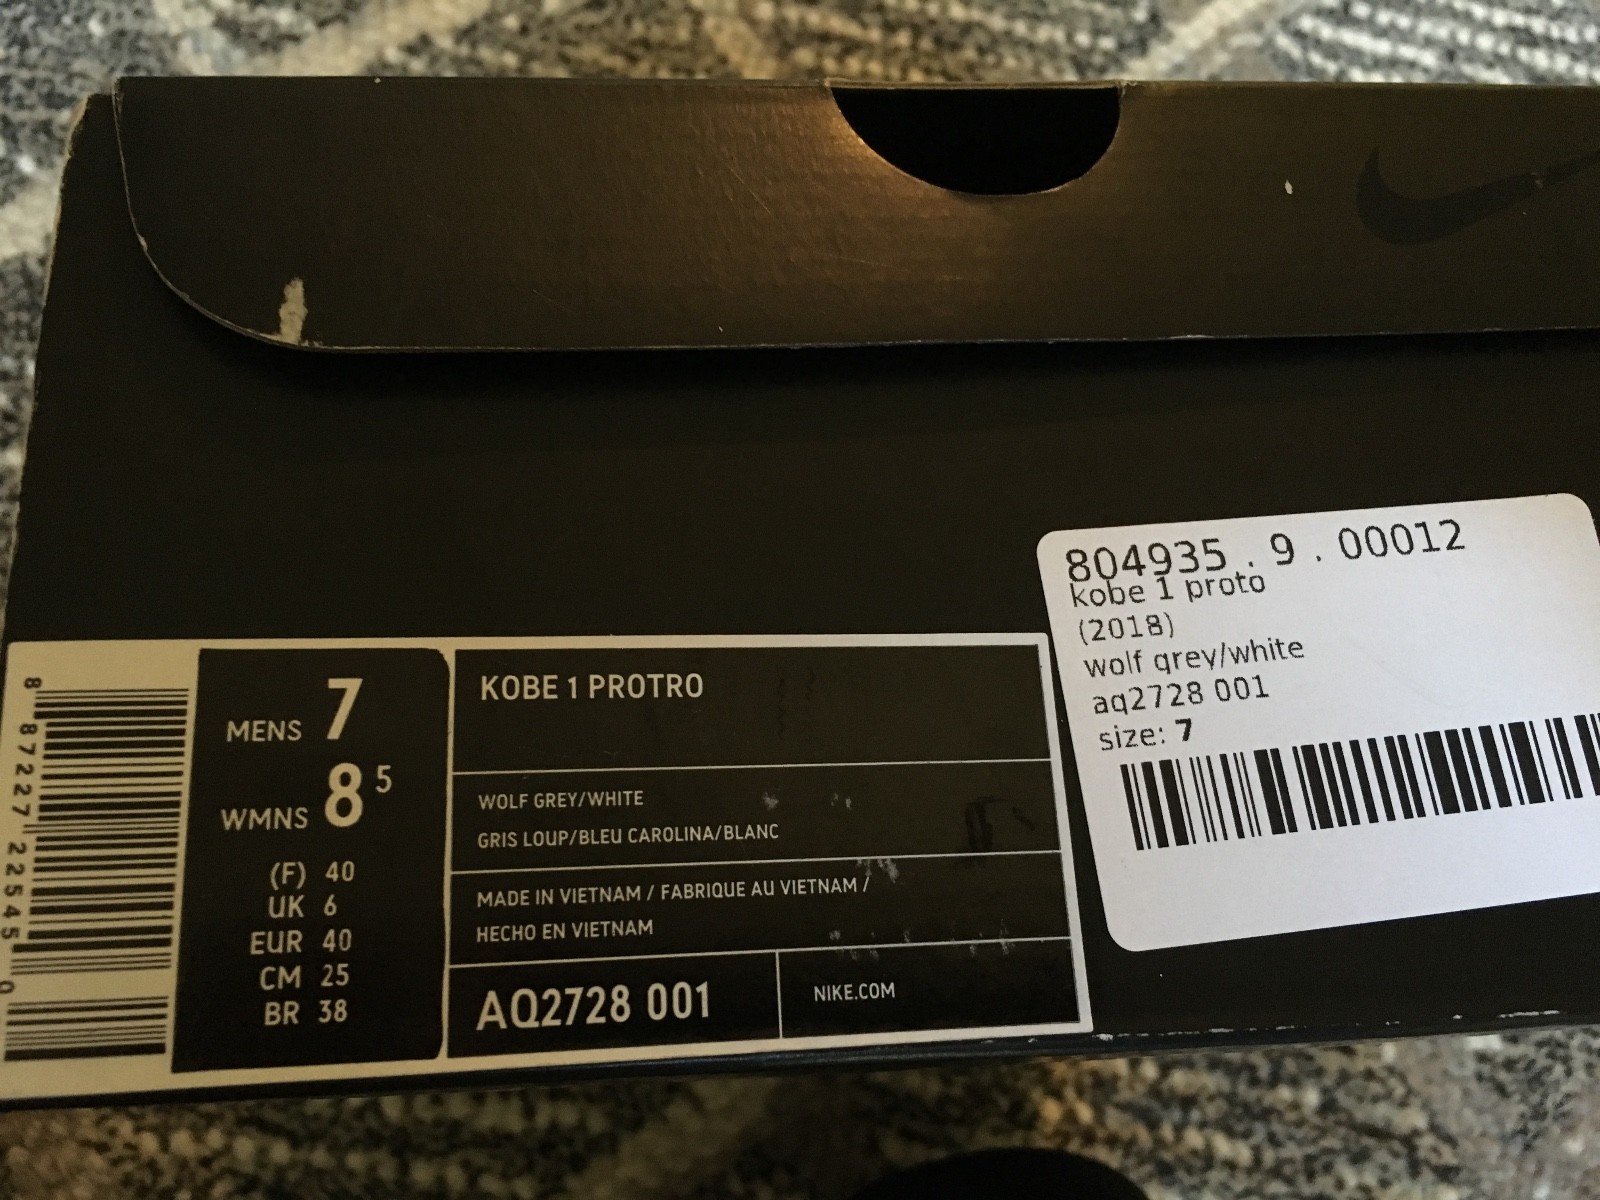 804935 . 9 . 00012
kobe 1 proto
(2018)
wolf grey/white
aq2728 001
size: 7
8 87227 22545 0
MENS 7
WMNS 8 5
(F) 40
UK 6
EUR 40
CM 25
BR 38
KOBE 1 PROTRO
WOLF GREY/WHITE
GRIS LOUP/BLEU CAROLINA/BLANC
MADE IN VIETNAM / FABRIQUE AU VIETNAM /
HECHO EN VIETNAM
AQ2728 001
NIKE.COM